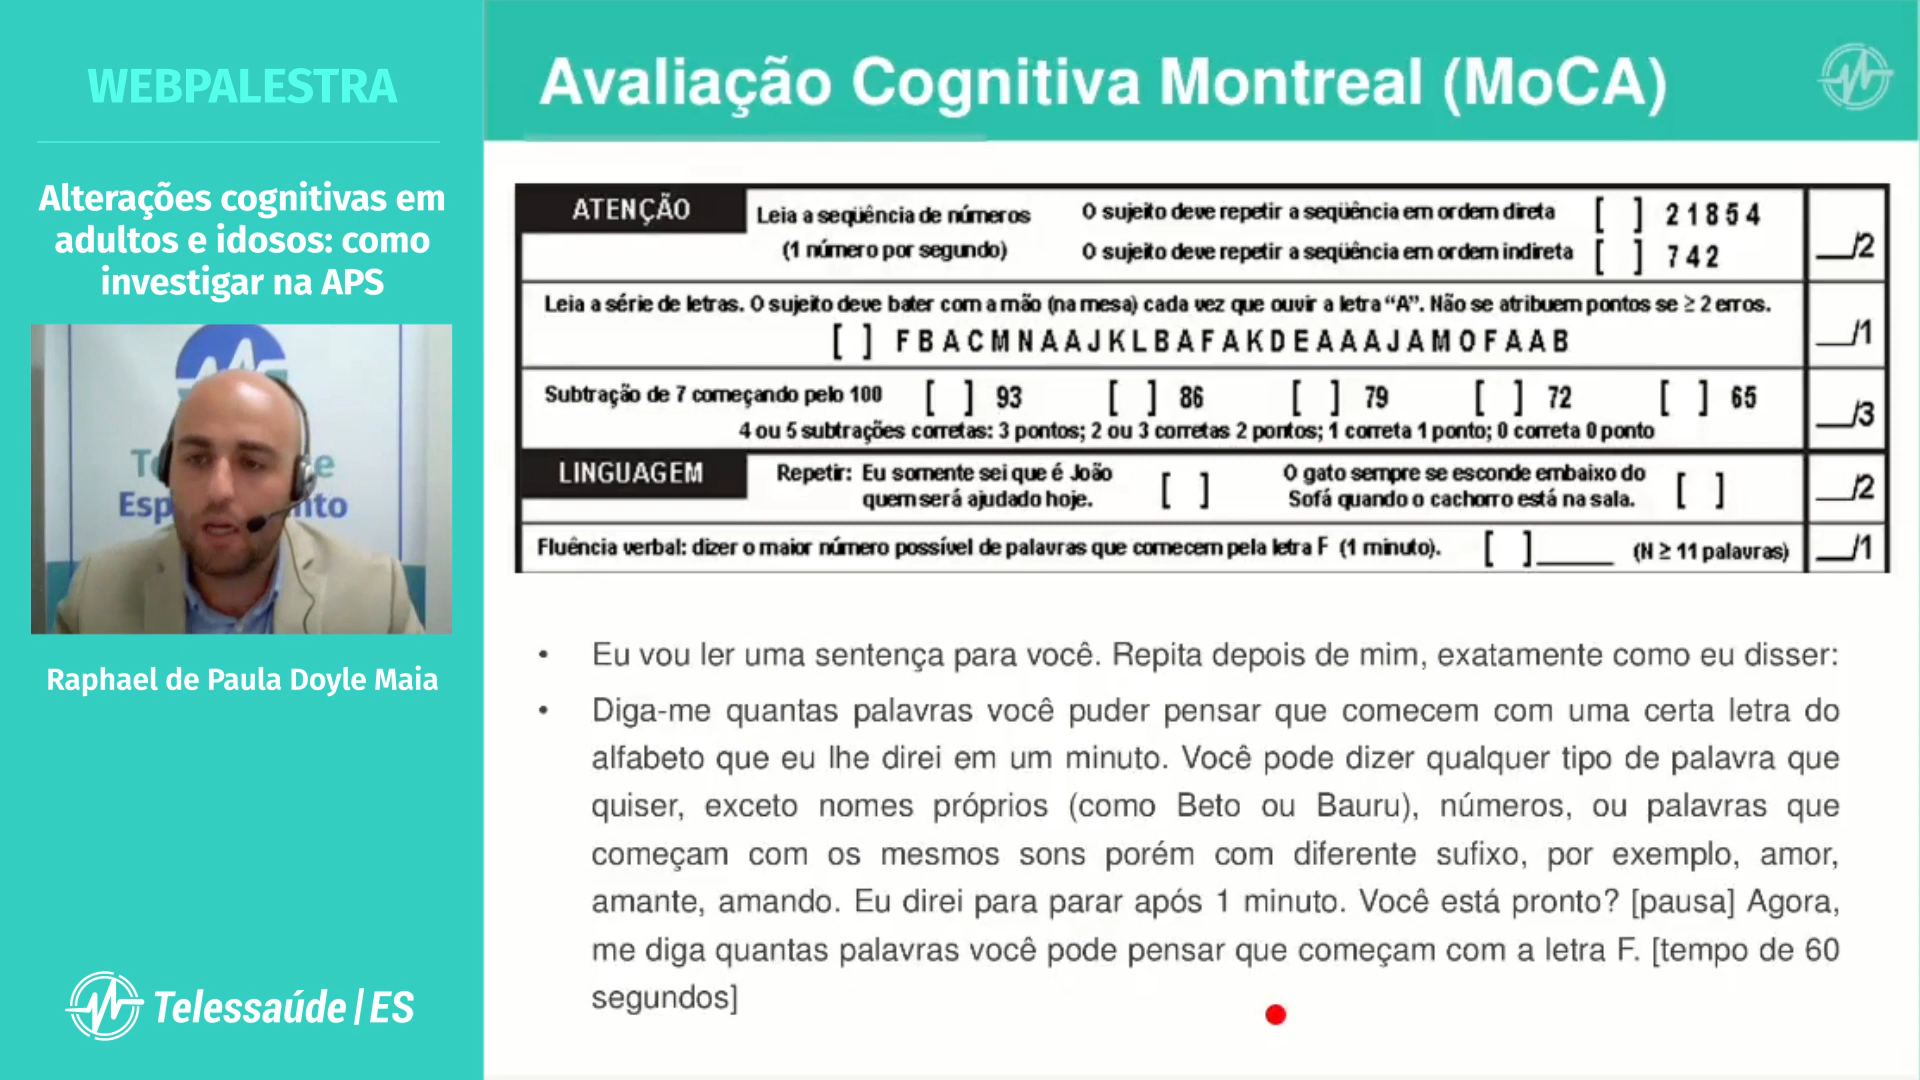 WEBPALESTRA
Alterações cognitivas em
adultos e idosos: como
investigar na APS
Raphael de Paula Doyle Maia
Telessaúde|ES
Avaliação Cognitiva Montreal (MoCA)
ATENÇÃO
Leia a seqüência de números
(1 número por segundo)
O sujeito deve repetir a seqüência em ordem direta [ ] 2 1 8 5 4
O sujeito deve repetir a seqüência em ordem indireta [ ] 7 4 2
__/2
Leia a série de letras. O sujeito deve bater com a mão (na mesa) cada vez que ouvir a letra “A”. Não se atribuem pontos se ≥ 2 erros.
[ ] F B A C M N A A J K L B A F A K D E A A A J A M O F A A B
__/1
Subtração de 7 começando pelo 100 [ ] 93 [ ] 86 [ ] 79 [ ] 72 [ ] 65
4 ou 5 subtrações corretas: 3 pontos; 2 ou 3 corretas 2 pontos; 1 correta 1 ponto; 0 correta 0 ponto
__/3
LINGUAGEM
Repetir: Eu somente sei que é João
quem será ajudado hoje. [ ]
O gato sempre se esconde embaixo do
Sofá quando o cachorro está na sala. [ ]
__/2
Fluência verbal: dizer o maior número possível de palavras que comecem pela letra F (1 minuto). [ ]_____ (N ≥ 11 palavras)
__/1
• Eu vou ler uma sentença para você. Repita depois de mim, exatamente como eu disser:
• Diga-me quantas palavras você puder pensar que comecem com uma certa letra do
alfabeto que eu lhe direi em um minuto. Você pode dizer qualquer tipo de palavra que
quiser, exceto nomes próprios (como Beto ou Bauru), números, ou palavras que
começam com os mesmos sons porém com diferente sufixo, por exemplo, amor,
amante, amando. Eu direi para parar após 1 minuto. Você está pronto? [pausa] Agora,
me diga quantas palavras você pode pensar que começam com a letra F. [tempo de 60
segundos]